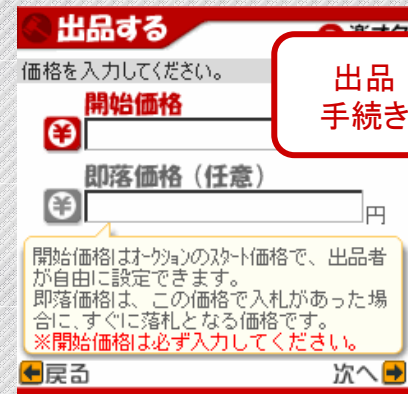 出品する
楽オク
価格を入力してください。
出品
手続き
開始価格
¥
即落価格（任意）
¥
円
開始価格はオークションのスタート価格で、出品者
が自由に設定できます。
即落価格は、この価格で入札があった場
合に、すぐに落札となる価格です。
※開始価格は必ず入力してください。
戻る
次へ